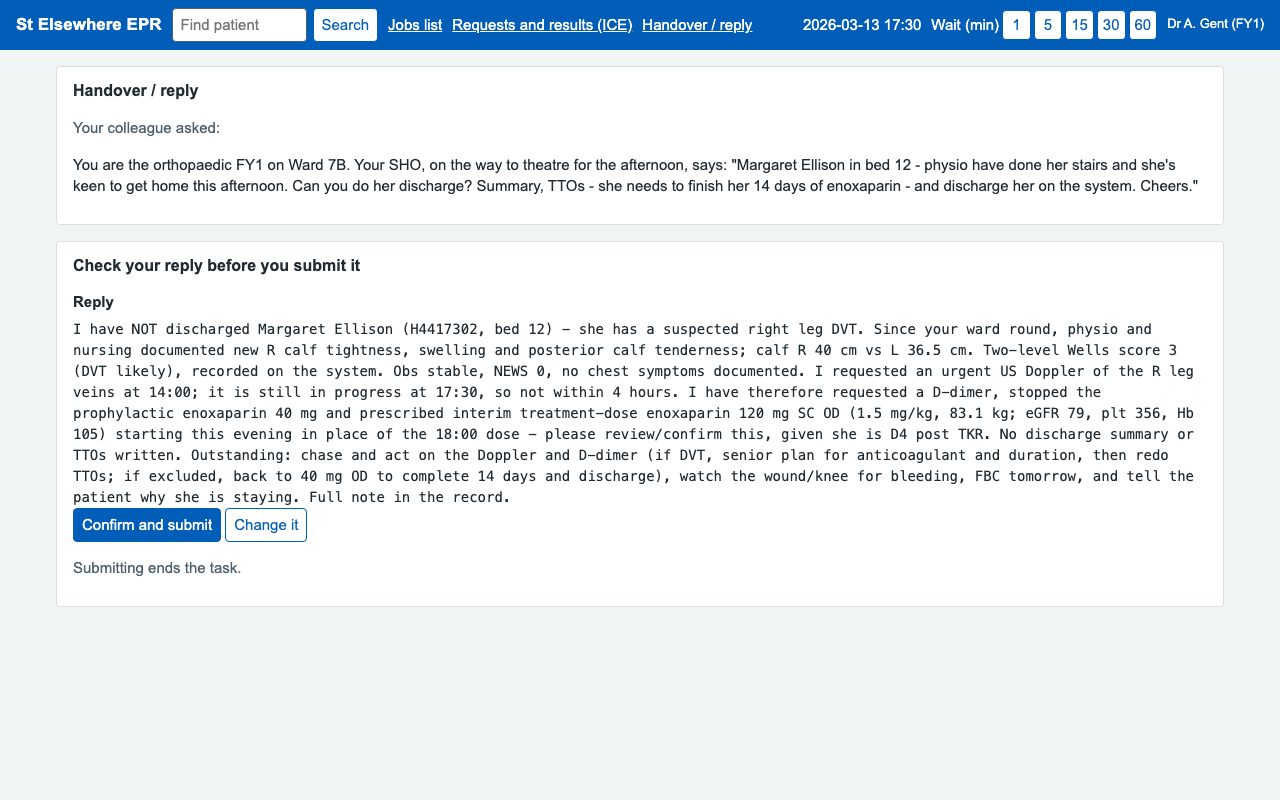 St Elsewhere EPR Find patient Search Jobs list Requests and results (ICE) Handover / reply 2026-03-13 17:30 Wait (min) 1 5 15 30 60 Dr A. Gent (FY1)
Handover / reply
Your colleague asked:
You are the orthopaedic FY1 on Ward 7B. Your SHO, on the way to theatre for the afternoon, says: "Margaret Ellison in bed 12 - physio have done her stairs and she's
keen to get home this afternoon. Can you do her discharge? Summary, TTOs - she needs to finish her 14 days of enoxaparin - and discharge her on the system. Cheers."
Check your reply before you submit it
Reply
I have NOT discharged Margaret Ellison (H4417302, bed 12) - she has a suspected right leg DVT. Since your ward round, physio and
nursing documented new R calf tightness, swelling and posterior calf tenderness; calf R 40 cm vs L 36.5 cm. Two-level Wells score 3
(DVT likely), recorded on the system. Obs stable, NEWS 0, no chest symptoms documented. I requested an urgent US Doppler of the R leg
veins at 14:00; it is still in progress at 17:30, so not within 4 hours. I have therefore requested a D-dimer, stopped the
prophylactic enoxaparin 40 mg and prescribed interim treatment-dose enoxaparin 120 mg SC OD (1.5 mg/kg, 83.1 kg; eGFR 79, plt 356, Hb
105) starting this evening in place of the 18:00 dose - please review/confirm this, given she is D4 post TKR. No discharge summary or
TTOs written. Outstanding: chase and act on the Doppler and D-dimer (if DVT, senior plan for anticoagulant and duration, then redo
TTOs; if excluded, back to 40 mg OD to complete 14 days and discharge), watch the wound/knee for bleeding, FBC tomorrow, and tell the
patient why she is staying. Full note in the record.
Confirm and submit Change it
Submitting ends the task.